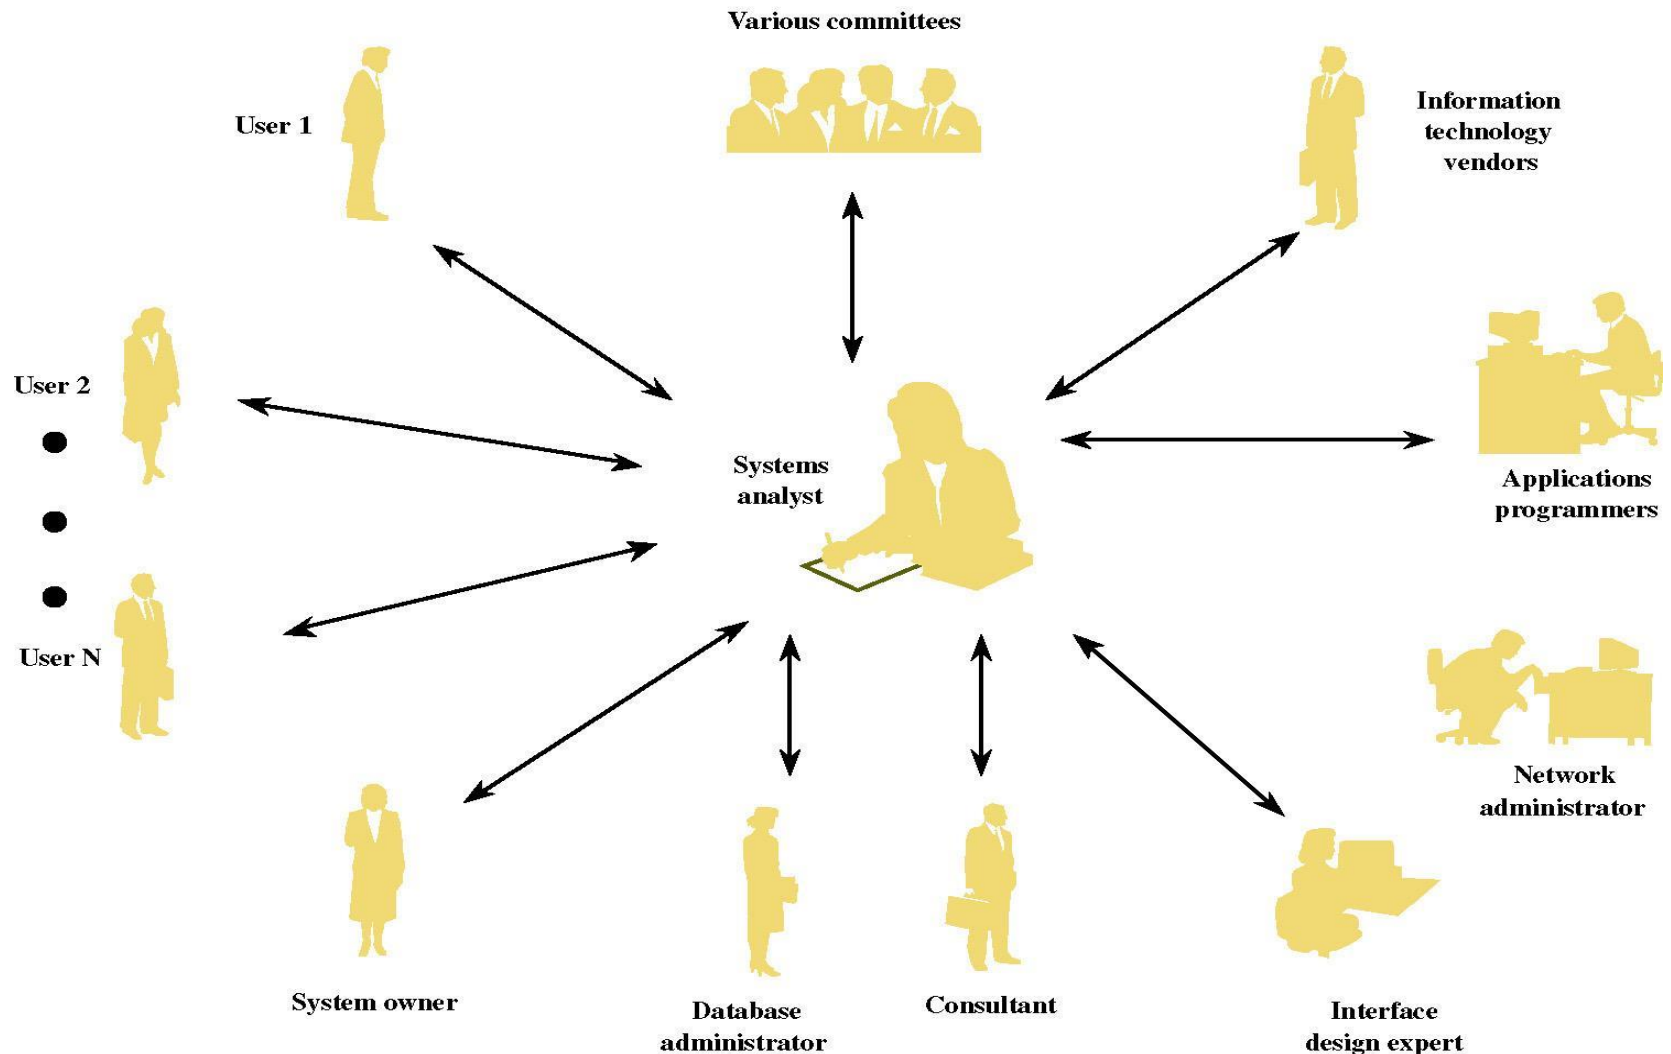 Various committees
User 1
Information
technology
vendors
User 2
Systems
analyst
Applications
programmers
User N
Network
administrator
System owner
Database
administrator
Consultant
Interface
design expert